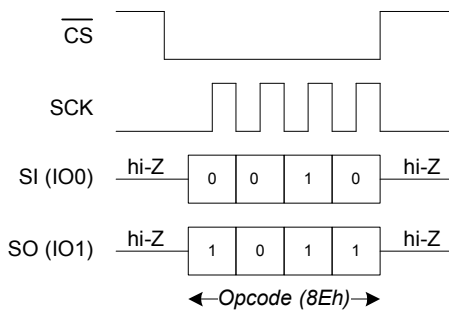 CS
SCK
hi-Z 0 0 1 0 hi-Z
SI (IO0)
hi-Z 1 0 1 1 hi-Z
SO (IO1)
Opcode (8Eh)